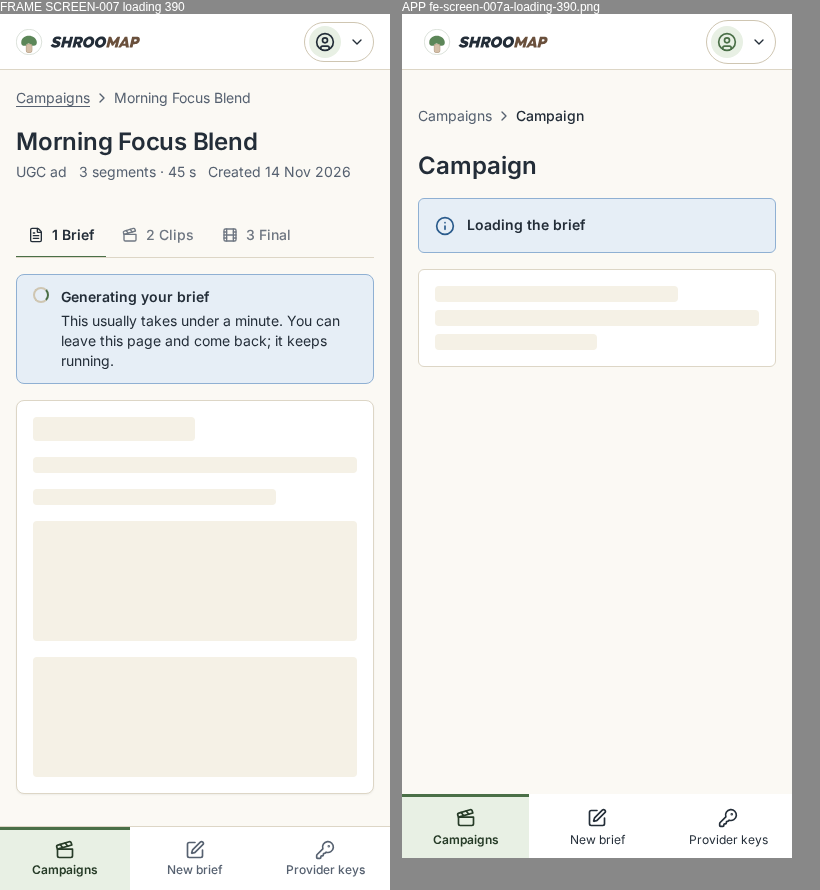 FRAME SCREEN-007 loading 390
SHROOMAP
Campaigns > Morning Focus Blend
Morning Focus Blend
UGC ad 3 segments · 45 s Created 14 Nov 2026
1 Brief 2 Clips 3 Final
Generating your brief
This usually takes under a minute. You can
leave this page and come back; it keeps
running.
Campaigns New brief Provider keys
APP fe-screen-007a-loading-390.png
SHROOMAP
Campaigns > Campaign
Campaign
Loading the brief
Campaigns New brief Provider keys